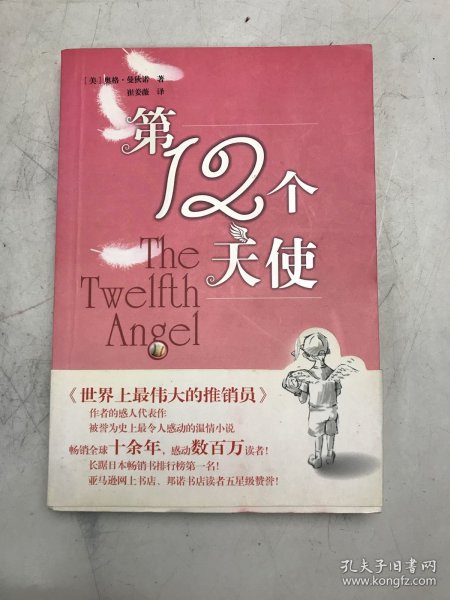 [美]奥格·曼狄诺 著
崔姜薇 译
第
12个
天使
The
Twelfth
Angel
《世界上最伟大的推销员》
作者的感人代表作
被誉为史上最令人感动的温情小说
畅销全球十余年，感动数百万读者！
长踞日本畅销书排行榜第一名！
亚马逊网上书店、邦诺书店读者五星级赞誉！
孔夫子旧书网
www.kongfz.com